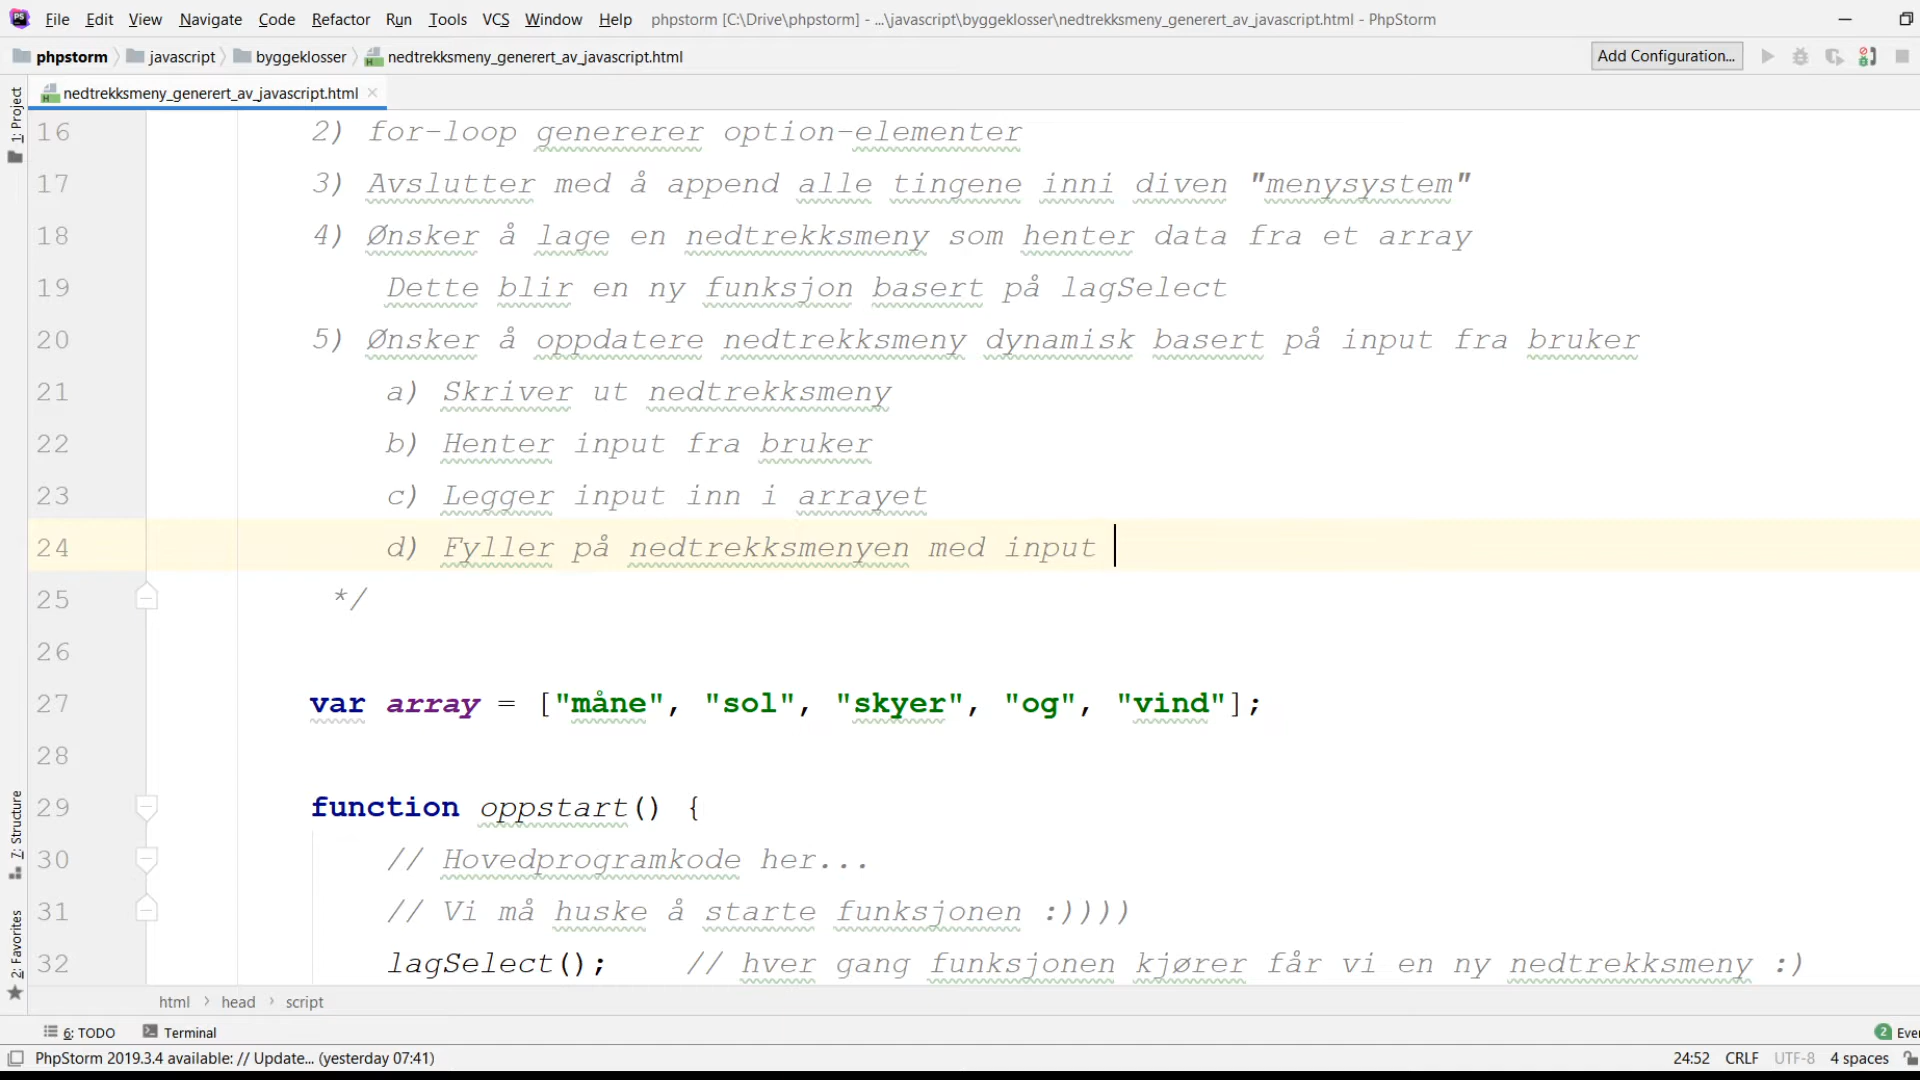 File Edit View Navigate Code Refactor Run Tools VCS Window Help phpstorm [C:\Drive\phpstorm] - ...\javascript\byggeklosser\nedtrekksmeny_generert_av_javascript.html - PhpStorm
phpstorm javascript byggeklosser nedtrekksmeny_generert_av_javascript.html Add Configuration...
nedtrekksmeny_generert_av_javascript.html
1: Project
16 2) for-loop genererer option-elementer
17 3) Avslutter med å append alle tingene inni diven "menysystem"
18 4) Ønsker å lage en nedtrekksmeny som henter data fra et array
19 Dette blir en ny funksjon basert på lagSelect
20 5) Ønsker å oppdatere nedtrekksmeny dynamisk basert på input fra bruker
21 a) Skriver ut nedtrekksmeny
22 b) Henter input fra bruker
23 c) Legger input inn i arrayet
24 d) Fyller på nedtrekksmenyen med input
25 */
26
27 var array = ["måne", "sol", "skyer", "og", "vind"];
28
29 function oppstart() {
30 // Hovedprogramkode her...
31 // Vi må huske å starte funksjonen :))))
32 lagSelect(); // hver gang funksjonen kjører får vi en ny nedtrekksmeny :)
7: Structure
2: Favorites
html head script
6: TODO Terminal 2 Eve
PhpStorm 2019.3.4 available: // Update... (yesterday 07:41) 24:52 CRLF UTF-8 4 spaces